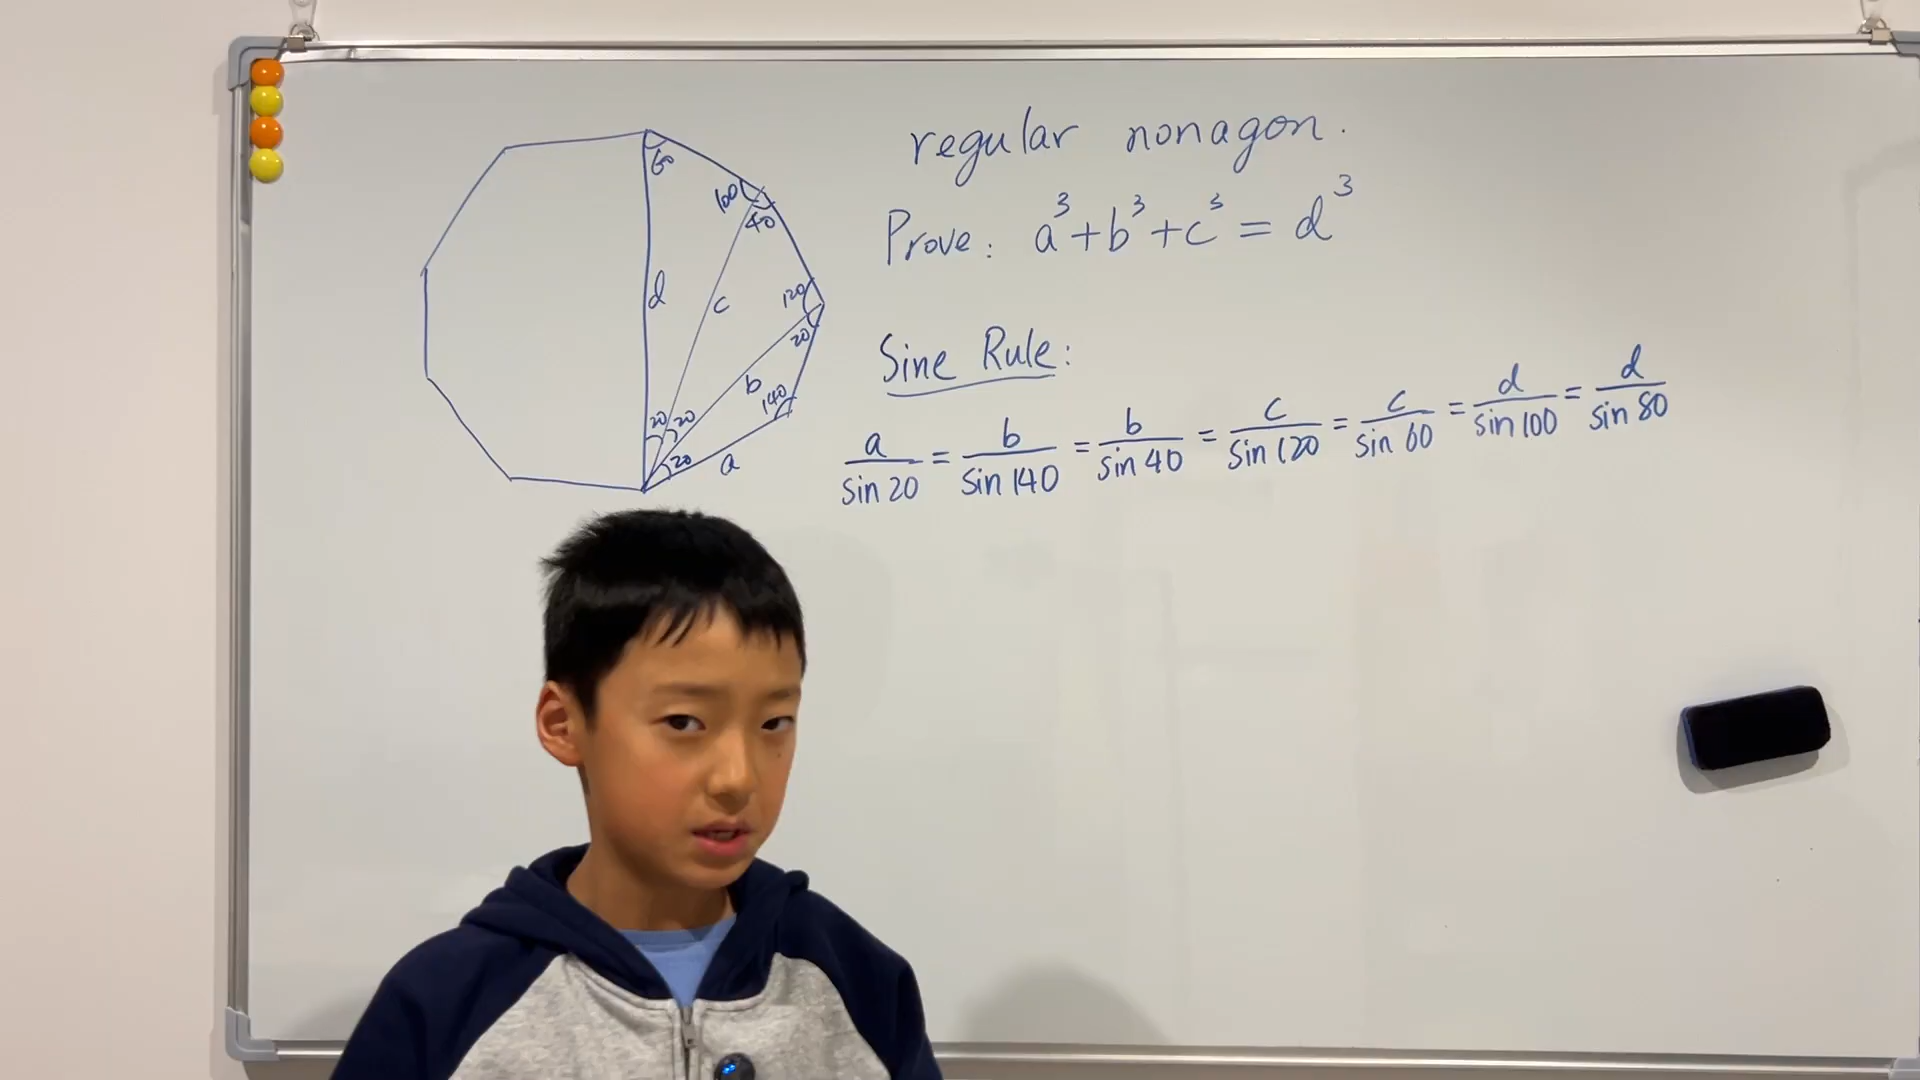 regular nonagon.
Prove: a³+b³+c³ = d³
Sine Rule:
a/sin 20 = b/sin 140 = b/sin 40 = c/sin 120 = c/sin 60 = d/sin 100 = d/sin 80
60
100
40
d
c
120
20
b
140
20
20
20
a